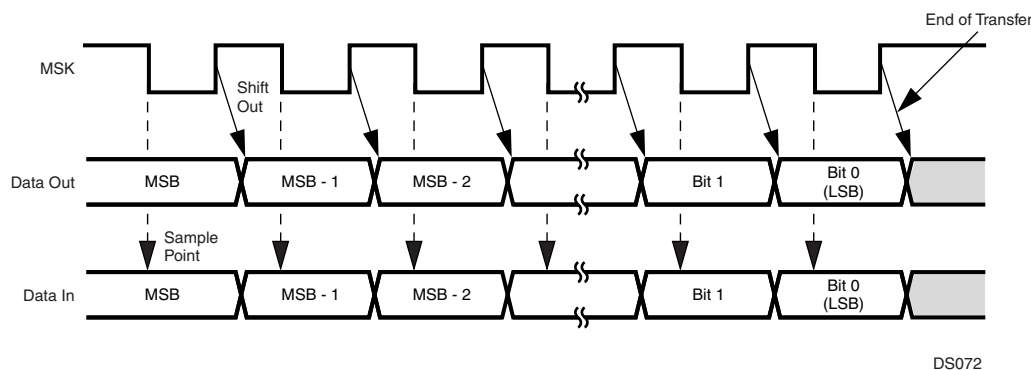 End of Transfer
MSK
Shift
Out
Data Out
MSB
MSB - 1
MSB - 2
Bit 1
Bit 0
(LSB)
Sample
Point
Data In
MSB
MSB - 1
MSB - 2
Bit 1
Bit 0
(LSB)
DS072